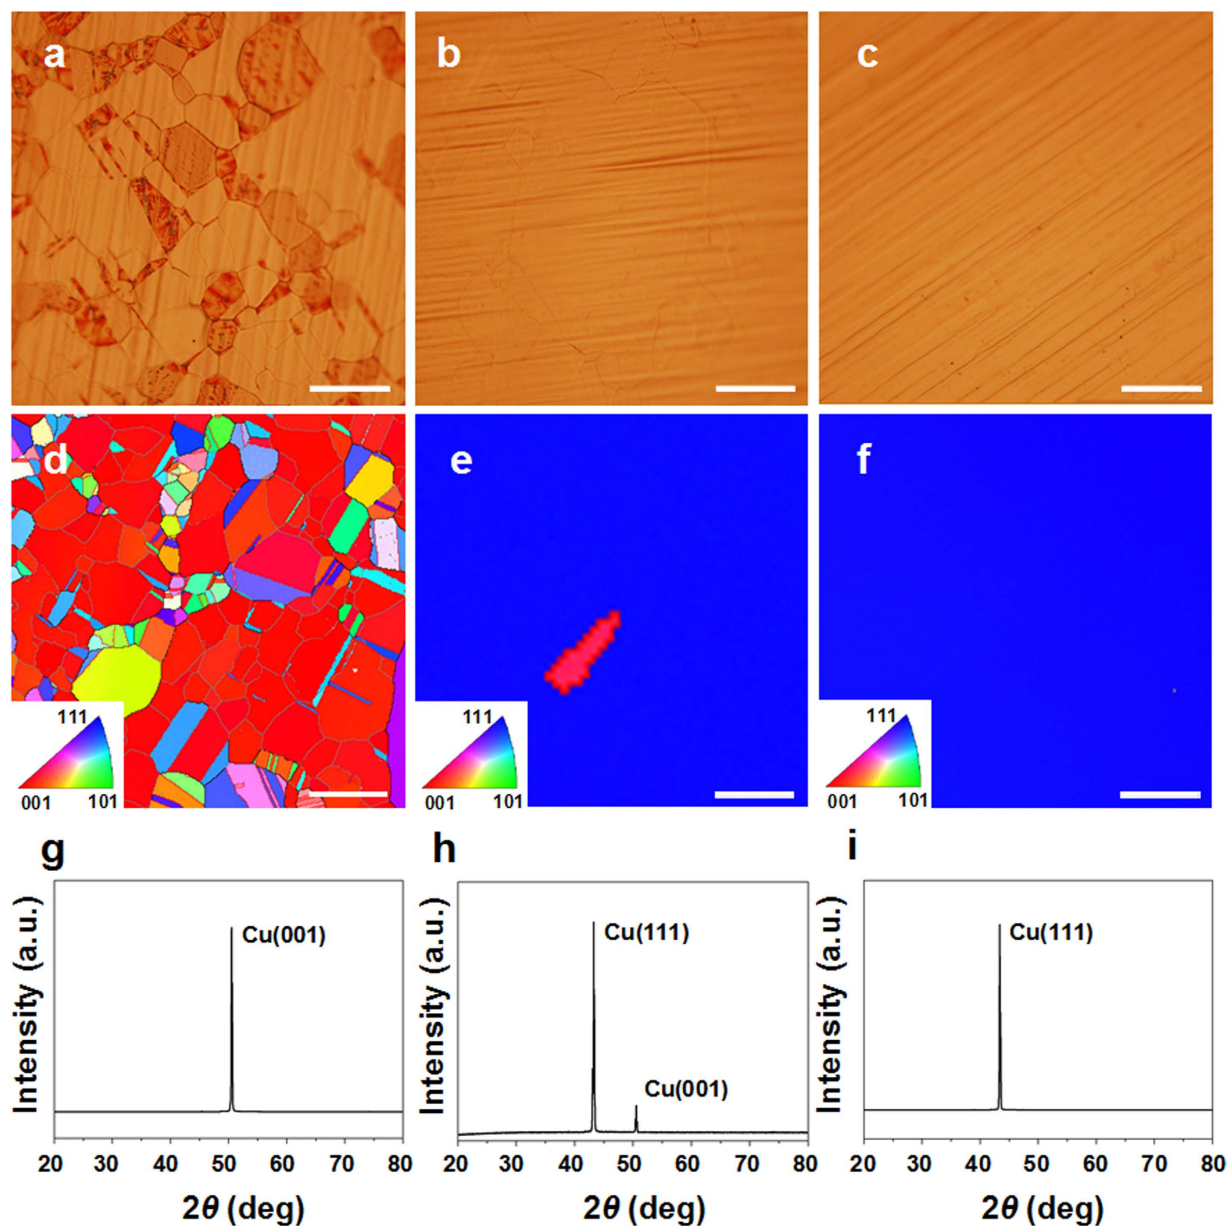 a
b
c
d
e
f
111
001 101
111
001 101
111
001 101
g
h
i
Intensity (a.u.)
Cu(001)
20 30 40 50 60 70 80
2θ (deg)
Intensity (a.u.)
Cu(111)
Cu(001)
20 30 40 50 60 70 80
2θ (deg)
Intensity (a.u.)
Cu(111)
20 30 40 50 60 70 80
2θ (deg)